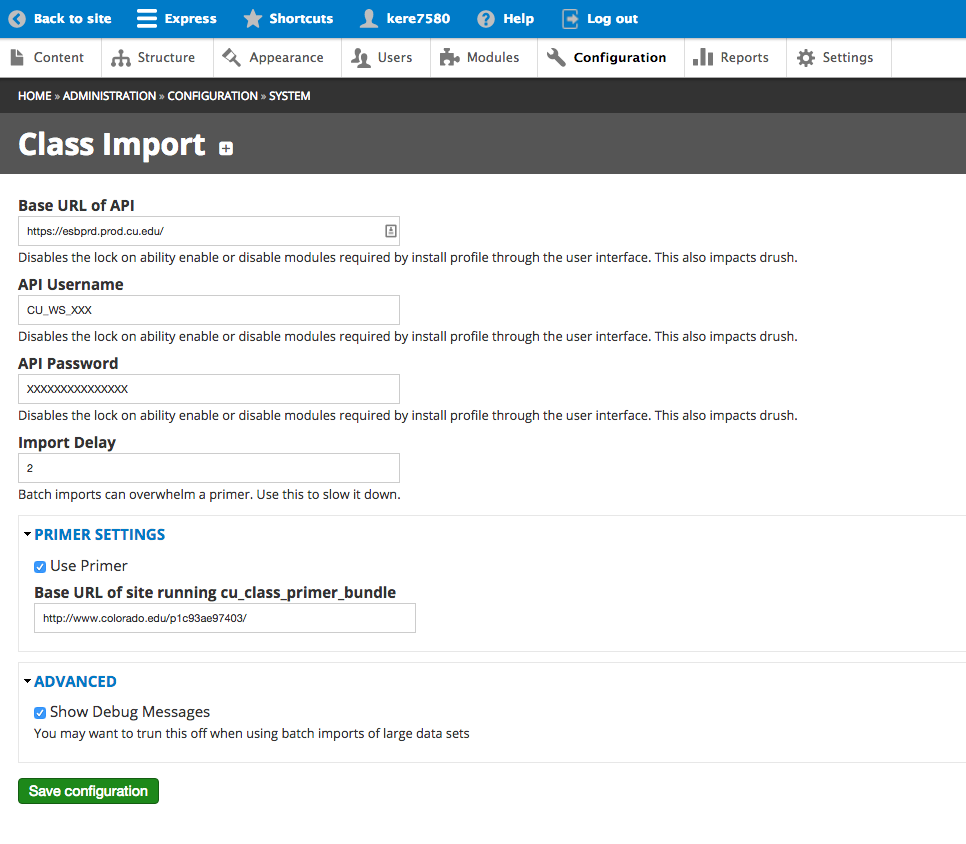 Back to site Express Shortcuts kere7580 Help Log out
Content Structure Appearance Users Modules Configuration Reports Settings
HOME » ADMINISTRATION » CONFIGURATION » SYSTEM
Class Import
Base URL of API
https://esbprd.prod.cu.edu/
Disables the lock on ability enable or disable modules required by install profile through the user interface. This also impacts drush.
API Username
CU_WS_XXX
Disables the lock on ability enable or disable modules required by install profile through the user interface. This also impacts drush.
API Password
XXXXXXXXXXXXXXX
Disables the lock on ability enable or disable modules required by install profile through the user interface. This also impacts drush.
Import Delay
2
Batch imports can overwhelm a primer. Use this to slow it down.
PRIMER SETTINGS
Use Primer
Base URL of site running cu_class_primer_bundle
http://www.colorado.edu/p1c93ae97403/
ADVANCED
Show Debug Messages
You may want to trun this off when using batch imports of large data sets
Save configuration